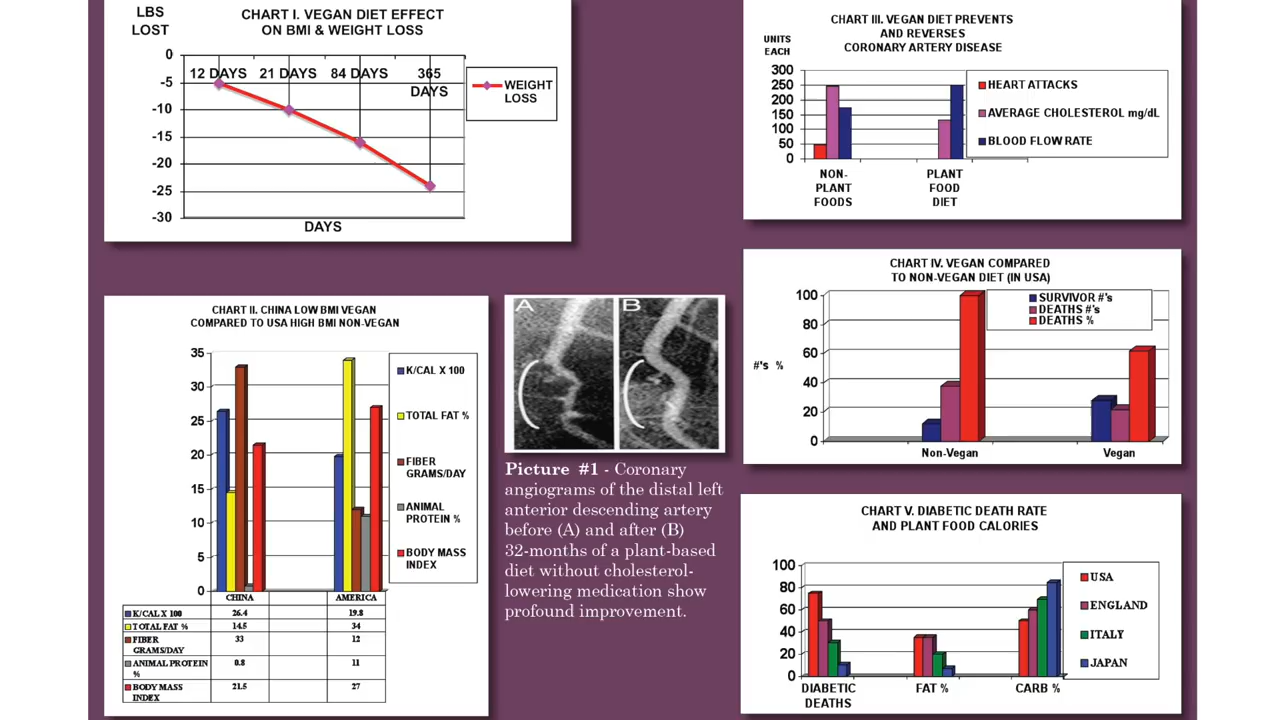 LBS
LOST
CHART I. VEGAN DIET EFFECT
ON BMI & WEIGHT LOSS
0
12 DAYS 21 DAYS 84 DAYS 365
DAYS
-5
-10
-15
-20
-25
-30
DAYS
WEIGHT
LOSS
CHART II. CHINA LOW BMI VEGAN
COMPARED TO USA HIGH BMI NON-VEGAN
35
30
25
20
15
10
5
0
CHINA AMERICA
K/CAL X 100
TOTAL FAT %
FIBER
GRAMS/DAY
ANIMAL
PROTEIN %
BODY MASS
INDEX
K/CAL X 100 26.4 19.8
TOTAL FAT % 14.5 34
FIBER
GRAMS/DAY 33 12
ANIMAL PROTEIN
% 0.8 11
BODY MASS
INDEX 21.5 27
A B
Picture #1 - Coronary
angiograms of the distal left
anterior descending artery
before (A) and after (B)
32-months of a plant-based
diet without cholesterol-
lowering medication show
profound improvement.
CHART III. VEGAN DIET PREVENTS
AND REVERSES
CORONARY ARTERY DISEASE
UNITS
EACH
300
250
200
150
100
50
0
NON-
PLANT
FOODS
PLANT
FOOD
DIET
HEART ATTACKS
AVERAGE CHOLESTEROL mg/dL
BLOOD FLOW RATE
CHART IV. VEGAN COMPARED
TO NON-VEGAN DIET (IN USA)
#'s %
100
80
60
40
20
0
Non-Vegan Vegan
SURVIVOR #'s
DEATHS #'s
DEATHS %
CHART V. DIABETIC DEATH RATE
AND PLANT FOOD CALORIES
100
80
60
40
20
0
DIABETIC
DEATHS
FAT %
CARB %
USA
ENGLAND
ITALY
JAPAN